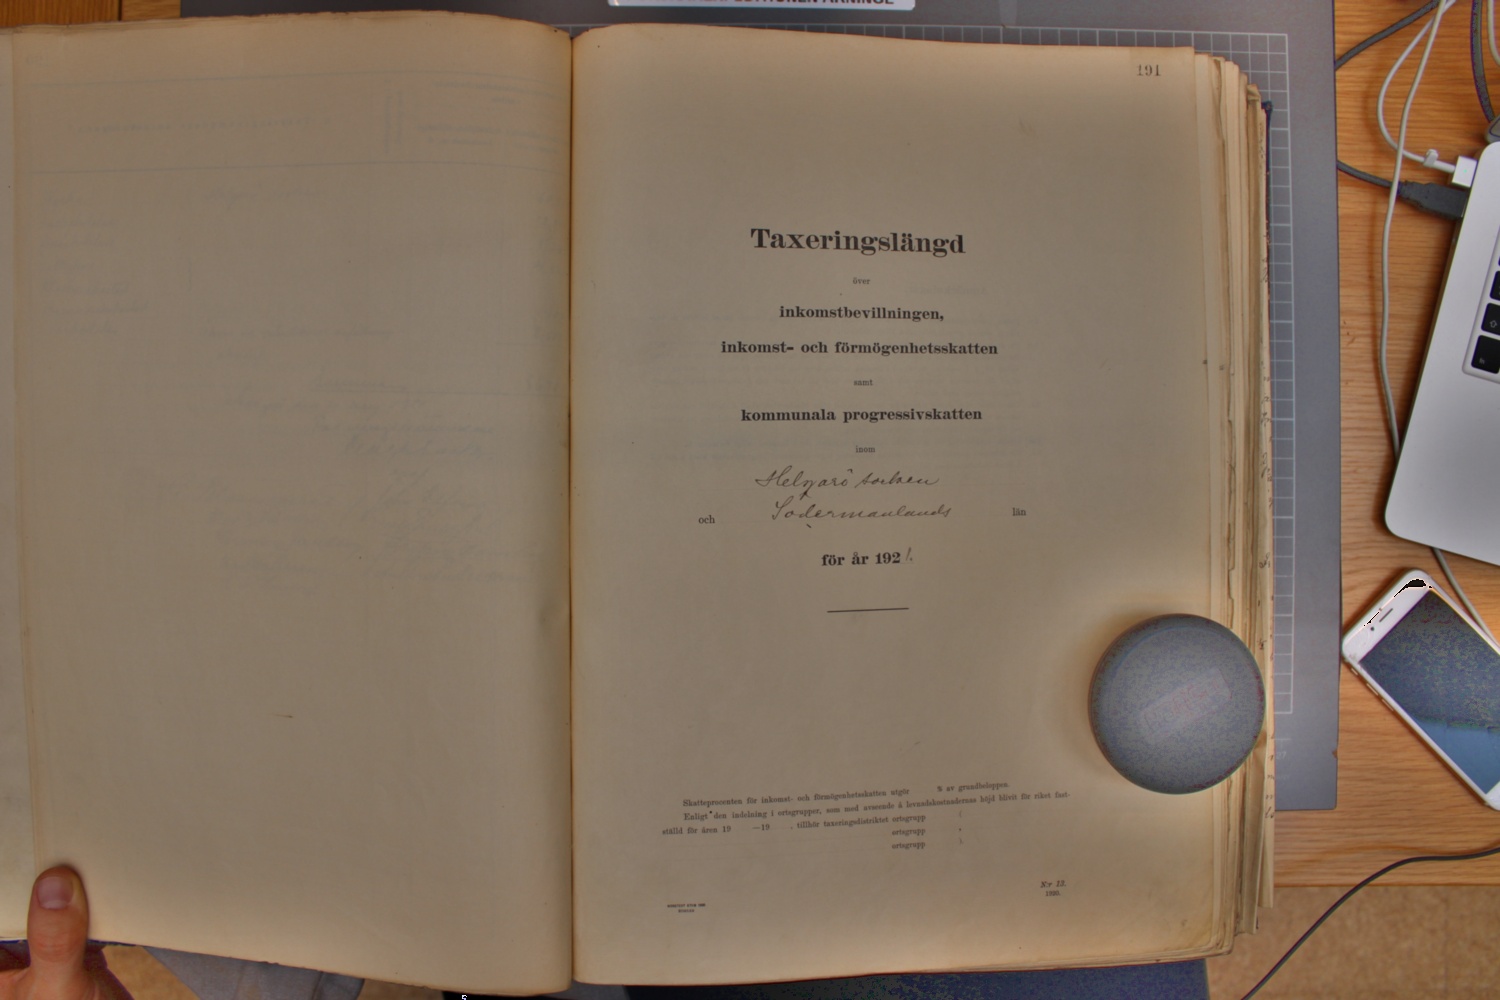 191
Taxeringslängd
över
inkomstbevillningen,
inkomst- och förmögenhetsskatten
samt
kommunala progressivskatten
inom
Helgarö socken
och Södermanlands län
för år 1921.
Skatteprocenten för inkomst- och förmögenhetsskatten utgör % av grundbeloppen.
Enligt den indelning i ortsgrupper, som med avseende å levnadskostnadernas höjd blivit för riket fast-
ställd för åren 19 —19 , tillhör taxeringsdistriktet ortsgrupp
ortsgrupp
ortsgrupp
N:r 12.
1920.